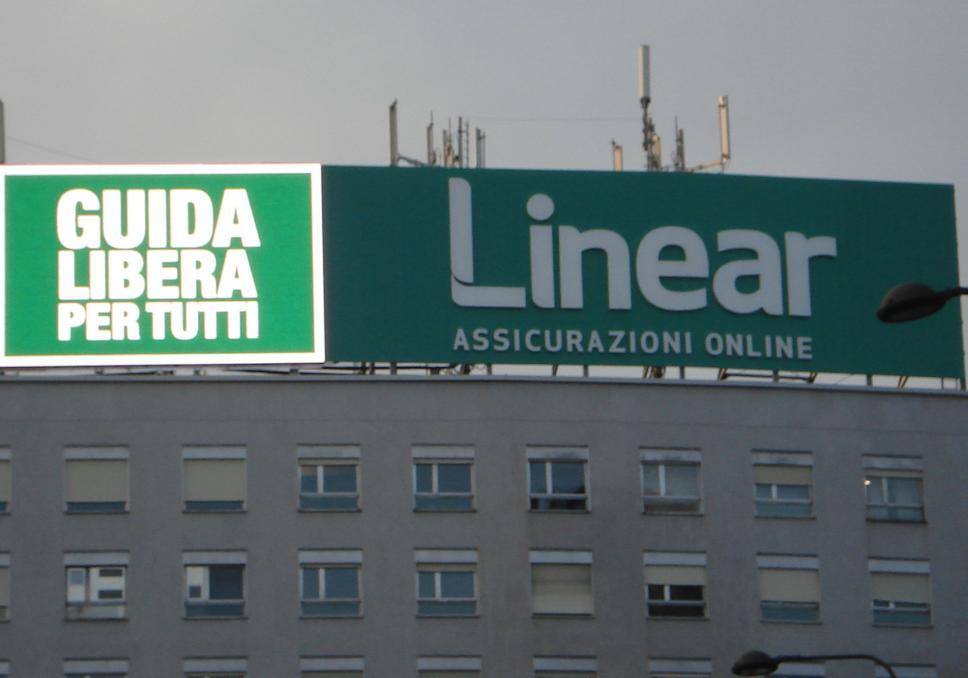 GUIDA
LIBERA
PER TUTTI
Linear
ASSICURAZIONI ONLINE